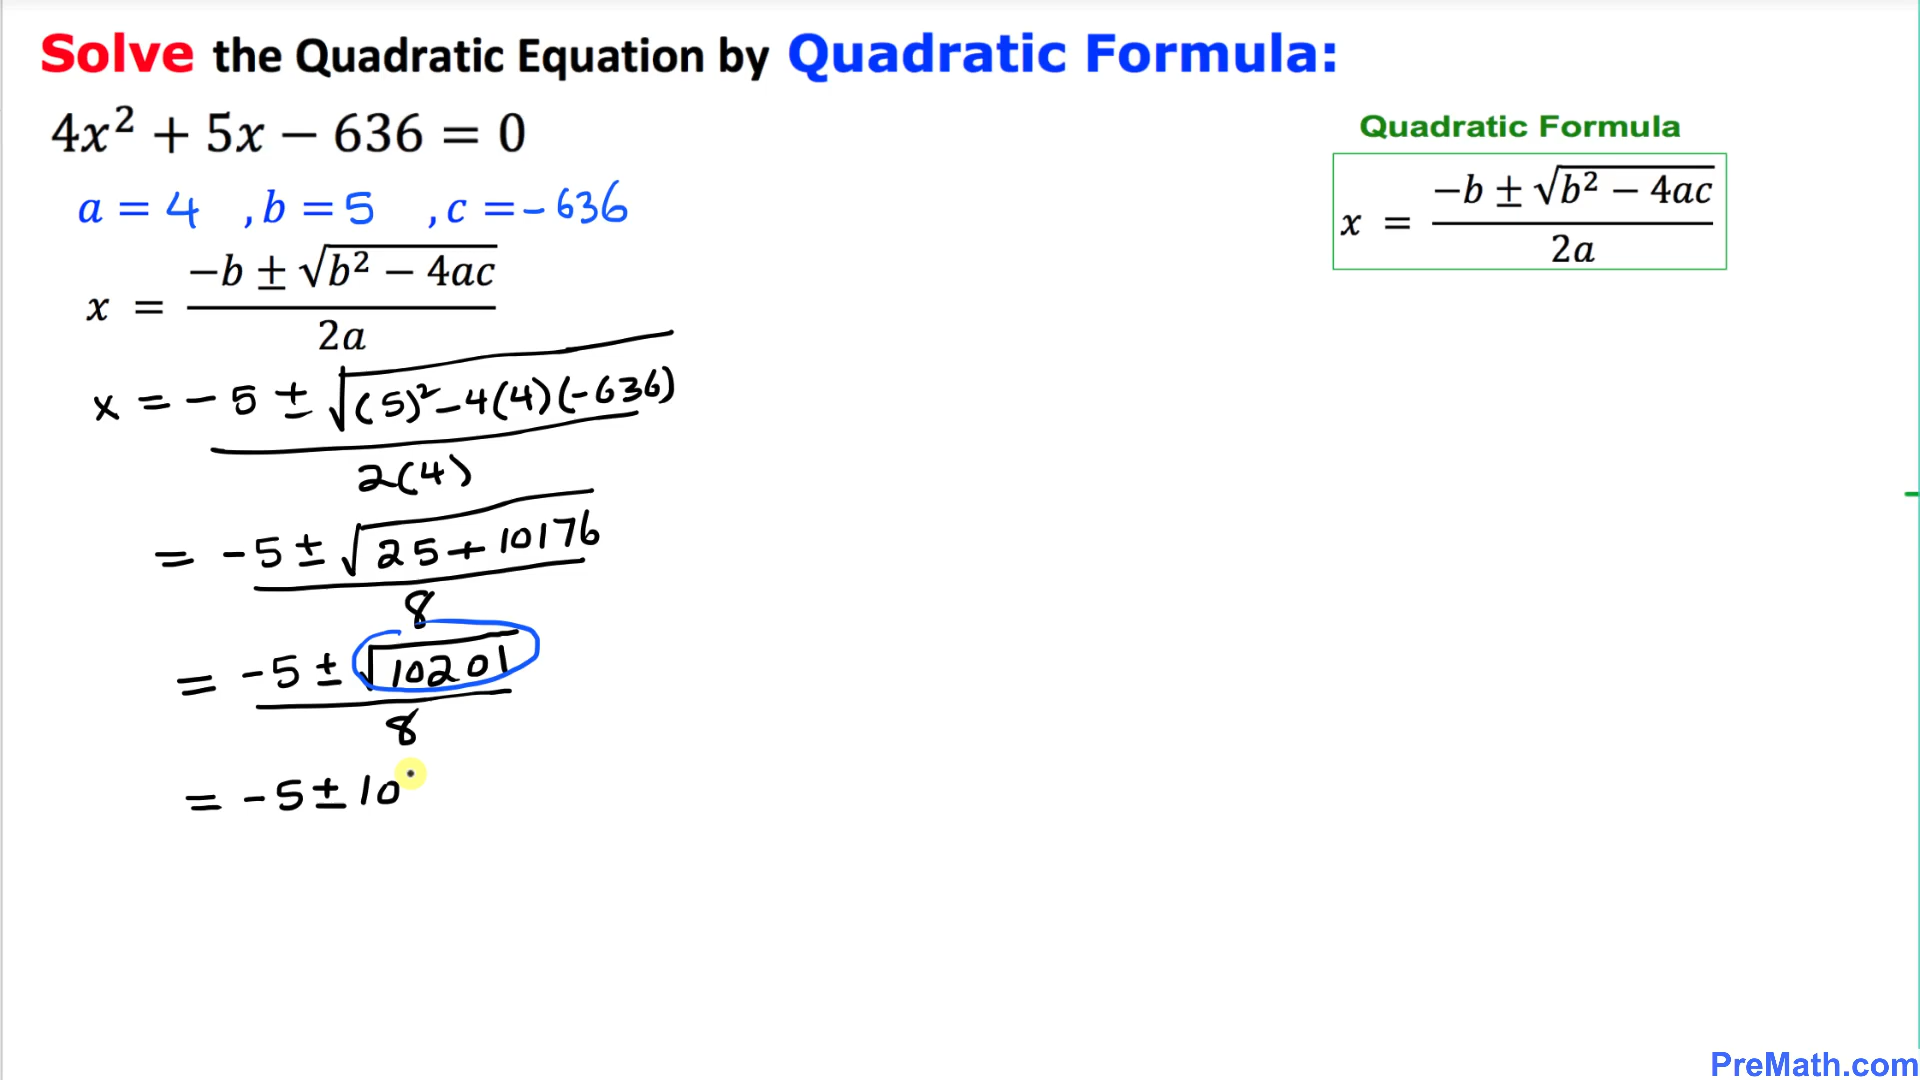 Solve the Quadratic Equation by Quadratic Formula:
4x² + 5x − 636 = 0
Quadratic Formula
x = (−b ± √(b² − 4ac)) / 2a
a = 4 , b = 5 , c = - 636
x = (−b ± √(b² − 4ac)) / 2a
x = - 5 ± √((5)² - 4(4)(-636)) / 2(4)
= -5 ± √(25 + 10176) / 8
= -5 ± √10201 / 8
= -5 ± 10
PreMath.com